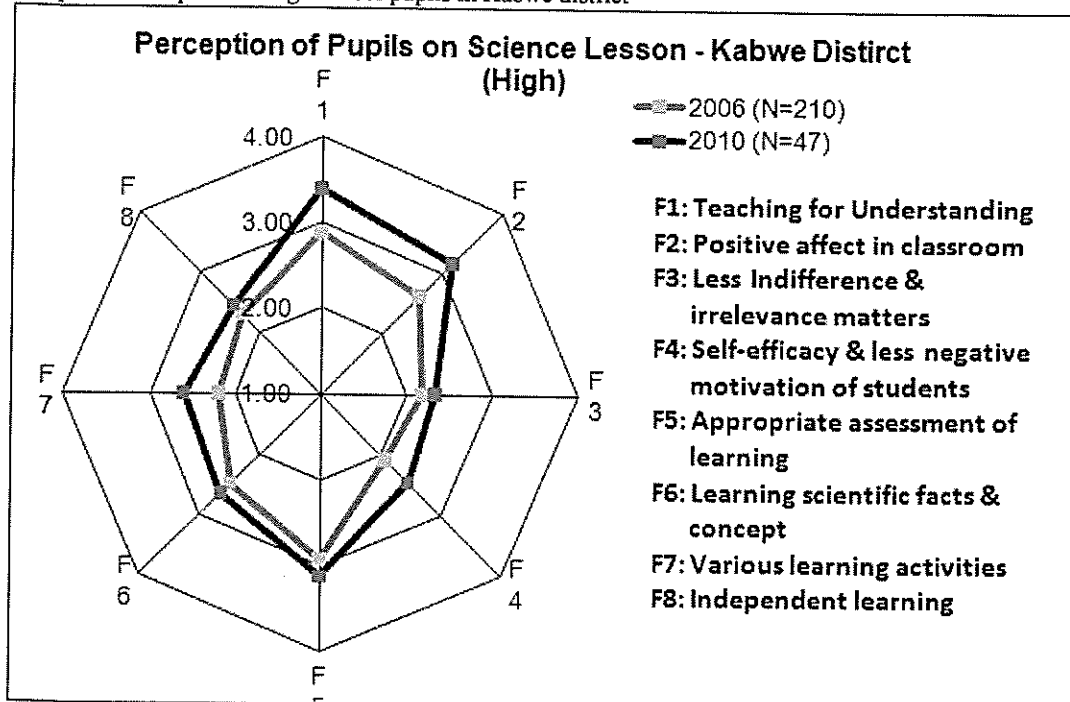 Perception of Pupils on Science Lesson - Kabwe Distirct
(High)
2006 (N=210)
2010 (N=47)
F
1
F
2
F
3
F
4
F
F
6
F
7
F
8
4.00
3.00
2.00
1.00
F1: Teaching for Understanding
F2: Positive affect in classroom
F3: Less Indifference &
irrelevance matters
F4: Self-efficacy & less negative
motivation of students
F5: Appropriate assessment of
learning
F6: Learning scientific facts &
concept
F7: Various learning activities
F8: Independent learning